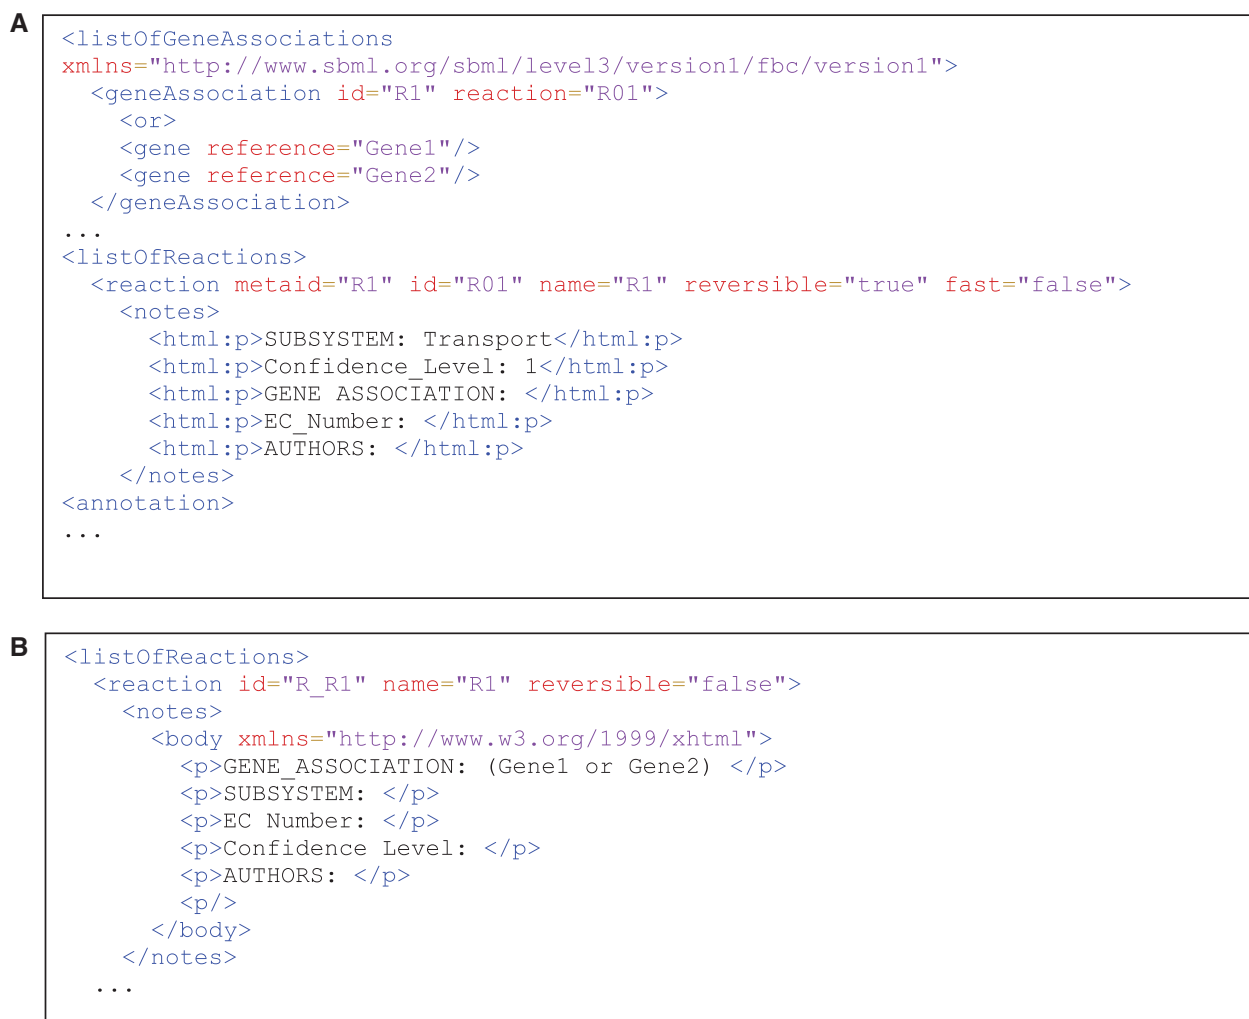 A
<listOfGeneAssociations
xmlns="http://www.sbml.org/sbml/level3/version1/fbc/version1">
<geneAssociation id="R1" reaction="R01">
<or>
<gene reference="Gene1"/>
<gene reference="Gene2"/>
</geneAssociation>
...
<listOfReactions>
<reaction metaid="R1" id="R01" name="R1" reversible="true" fast="false">
<notes>
<html:p>SUBSYSTEM: Transport</html:p>
<html:p>Confidence_Level: 1</html:p>
<html:p>GENE ASSOCIATION: </html:p>
<html:p>EC_Number: </html:p>
<html:p>AUTHORS: </html:p>
</notes>
<annotation>
...
B
<listOfReactions>
<reaction id="R_R1" name="R1" reversible="false">
<notes>
<body xmlns="http://www.w3.org/1999/xhtml">
<p>GENE_ASSOCIATION: (Gene1 or Gene2) </p>
<p>SUBSYSTEM: </p>
<p>EC Number: </p>
<p>Confidence Level: </p>
<p>AUTHORS: </p>
<p/>
</body>
</notes>
...